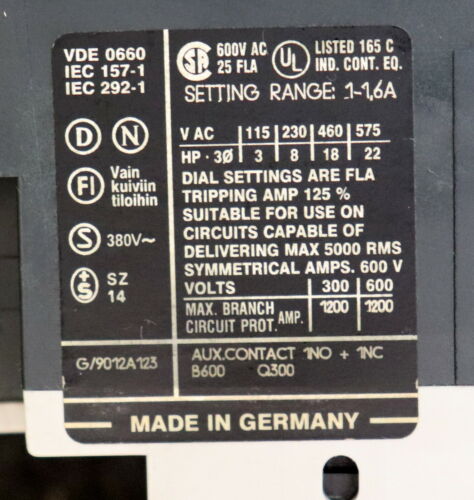 VDE 0660
IEC 157-1
IEC 292-1
D N
FI Vain
kuiviin
tiloihin
S 380V~
S SZ
14
G/9012A123
SA 600V AC
25 FLA
UL LISTED 165 C
IND. CONT. EQ.
SETTING RANGE: 1-1,6A
V AC 115 230 460 575
HP · 3Ø 3 8 18 22
DIAL SETTINGS ARE FLA
TRIPPING AMP 125 %
SUITABLE FOR USE ON
CIRCUITS CAPABLE OF
DELIVERING MAX 5000 RMS
SYMMETRICAL AMPS. 600 V
VOLTS 300 600
MAX. BRANCH
CIRCUIT PROT. AMP. 1200 1200
AUX.CONTACT 1NO + 1NC
B600 Q300
MADE IN GERMANY